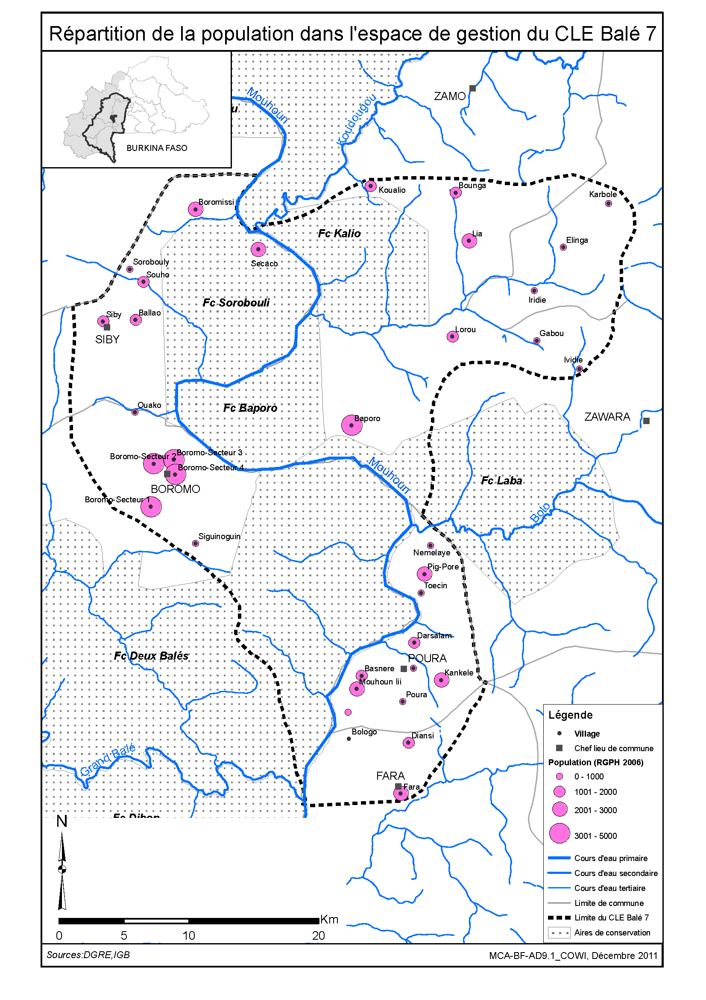 Répartition de la population dans l'espace de gestion du CLE Balé 7
BURKINA FASO
Mouhoun
Koudougou
ZAMO
u
Koualio
Bounga
Karbole
Boromissi
Fc Kalio
Lia
Elinga
Secaco
Sorobouly
Souho
Fc Sorobouli
Iridie
Siby
Ballao
SIBY
Lorou
Gabou
Ividie
Ouako
Fc Baporo
Baporo
ZAWARA
Boromo-Secteur 3
Boromo-Secteur 2
Boromo-Secteur 4
Mouhoun
Fc Laba
BOROMO
Boromo-Secteur 1
Bolo
Siguinoguin
Nemelaye
Pig-Pore
Toecin
Darsalam
Fc Deux Balés
POURA
Basnere
Kankele
Mouhoun Iii
Poura
Bologo
Diansi
Grand Balé
FARA
Fara
Fc Dibon
N
Km
0 5 10 20
Légende
Village
Chef lieu de commune
Population (RGPH 2006)
0 - 1000
1001 - 2000
2001 - 3000
3001 - 5000
Cours d'eau primaire
Cours d'eau secondaire
Cours d'eau tertiaire
Limite de commune
Limite du CLE Balé 7
Aires de conservation
Sources:DGRE,IGB
MCA-BF-AD9.1_COWI, Décembre 2011